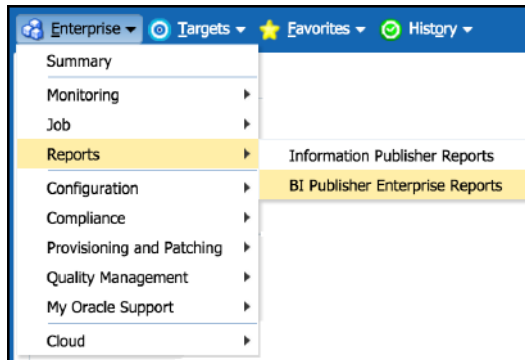 Enterprise Targets Favorites History
Summary
Monitoring
Job
Reports
Information Publisher Reports
BI Publisher Enterprise Reports
Configuration
Compliance
Provisioning and Patching
Quality Management
My Oracle Support
Cloud